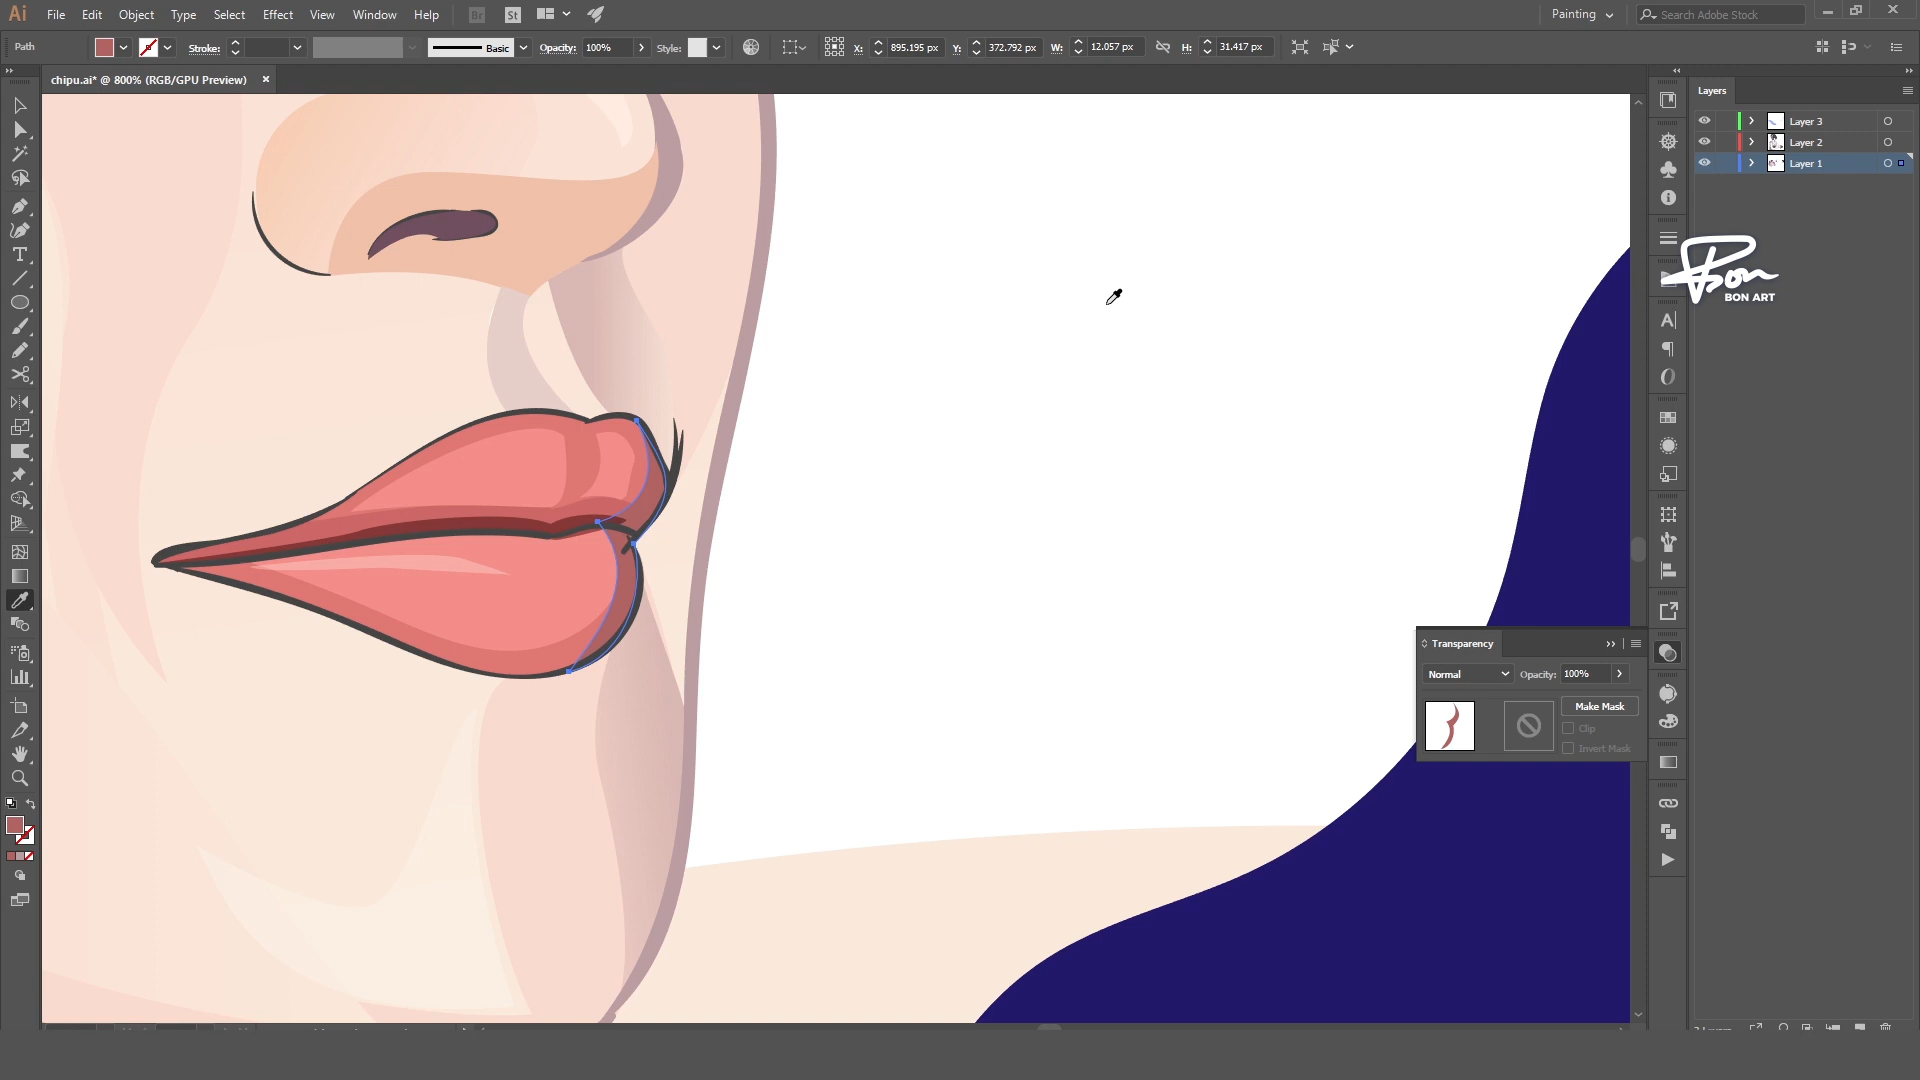 Ai File Edit Object Type Select Effect View Window Help Br St Painting Search Adobe Stock
Path Stroke: Basic Opacity: 100% Style: X: 895.195 px Y: 372.792 px W: 12.057 px H: 31.417 px
chipu.ai* @ 800% (RGB/GPU Preview)
Layers
Layer 3
Layer 2
Layer 1
Bon
BON ART
Transparency
Normal Opacity: 100%
Make Mask
Clip
Invert Mask